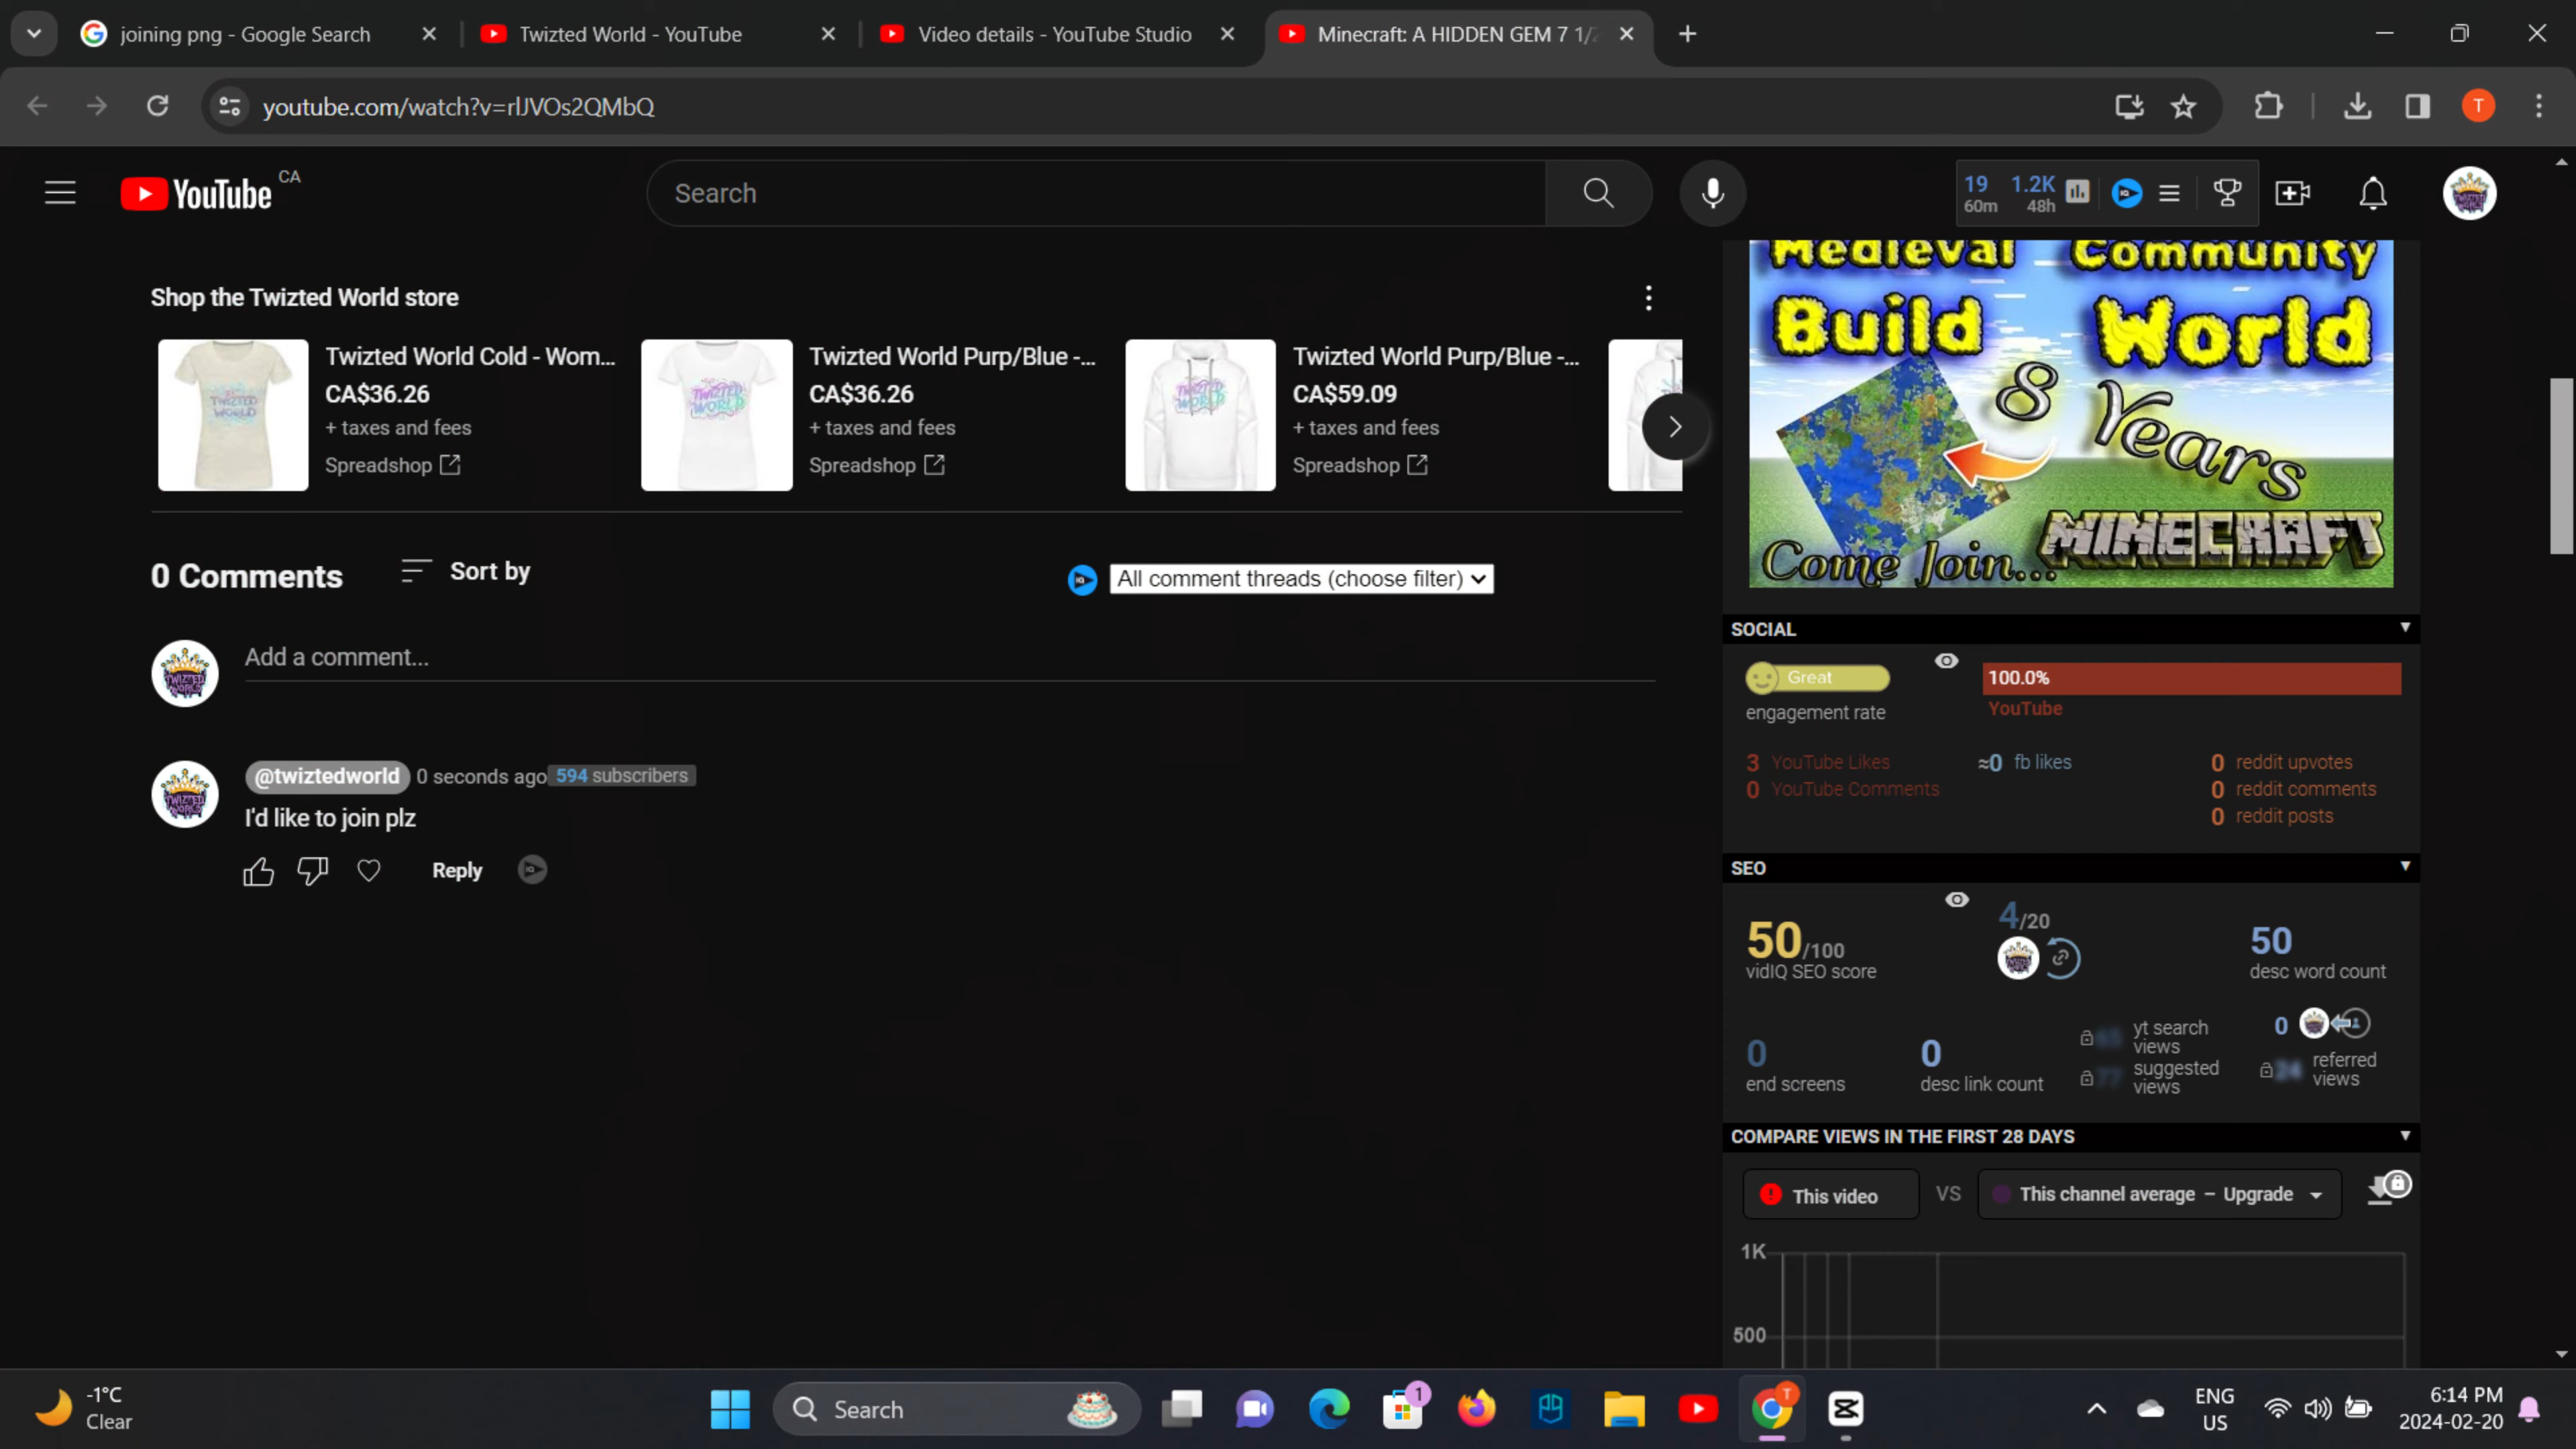 joining png - Google Search
Twizted World - YouTube
Video details - YouTube Studio
Minecraft: A HIDDEN GEM 7 1/
youtube.com/watch?v=rlJVOs2QMbQ
T
YouTube CA
Search
19 60m
1.2K 48h
Shop the Twizted World store
Twizted World Cold - Wom...
CA$36.26
+ taxes and fees
Spreadshop
Twizted World Purp/Blue -...
CA$36.26
+ taxes and fees
Spreadshop
Twizted World Purp/Blue -...
CA$59.09
+ taxes and fees
Spreadshop
0 Comments
Sort by
All comment threads (choose filter)
Add a comment...
@twiztedworld 0 seconds ago 594 subscribers
I'd like to join plz
Reply
Medieval Community
Build World
8 Years
MINECRAFT
Come Join...
SOCIAL
Great
engagement rate
100.0%
YouTube
3 YouTube Likes
0 YouTube Comments
≈0 fb likes
0 reddit upvotes
0 reddit comments
0 reddit posts
SEO
50/100
vidIQ SEO score
4/20
50
desc word count
0
end screens
0
desc link count
yt search views
suggested views
0
24 referred views
COMPARE VIEWS IN THE FIRST 28 DAYS
This video
VS
This channel average – Upgrade
1K
500
-1°C
Clear
Search
1
T
ENG
US
6:14 PM
2024-02-20